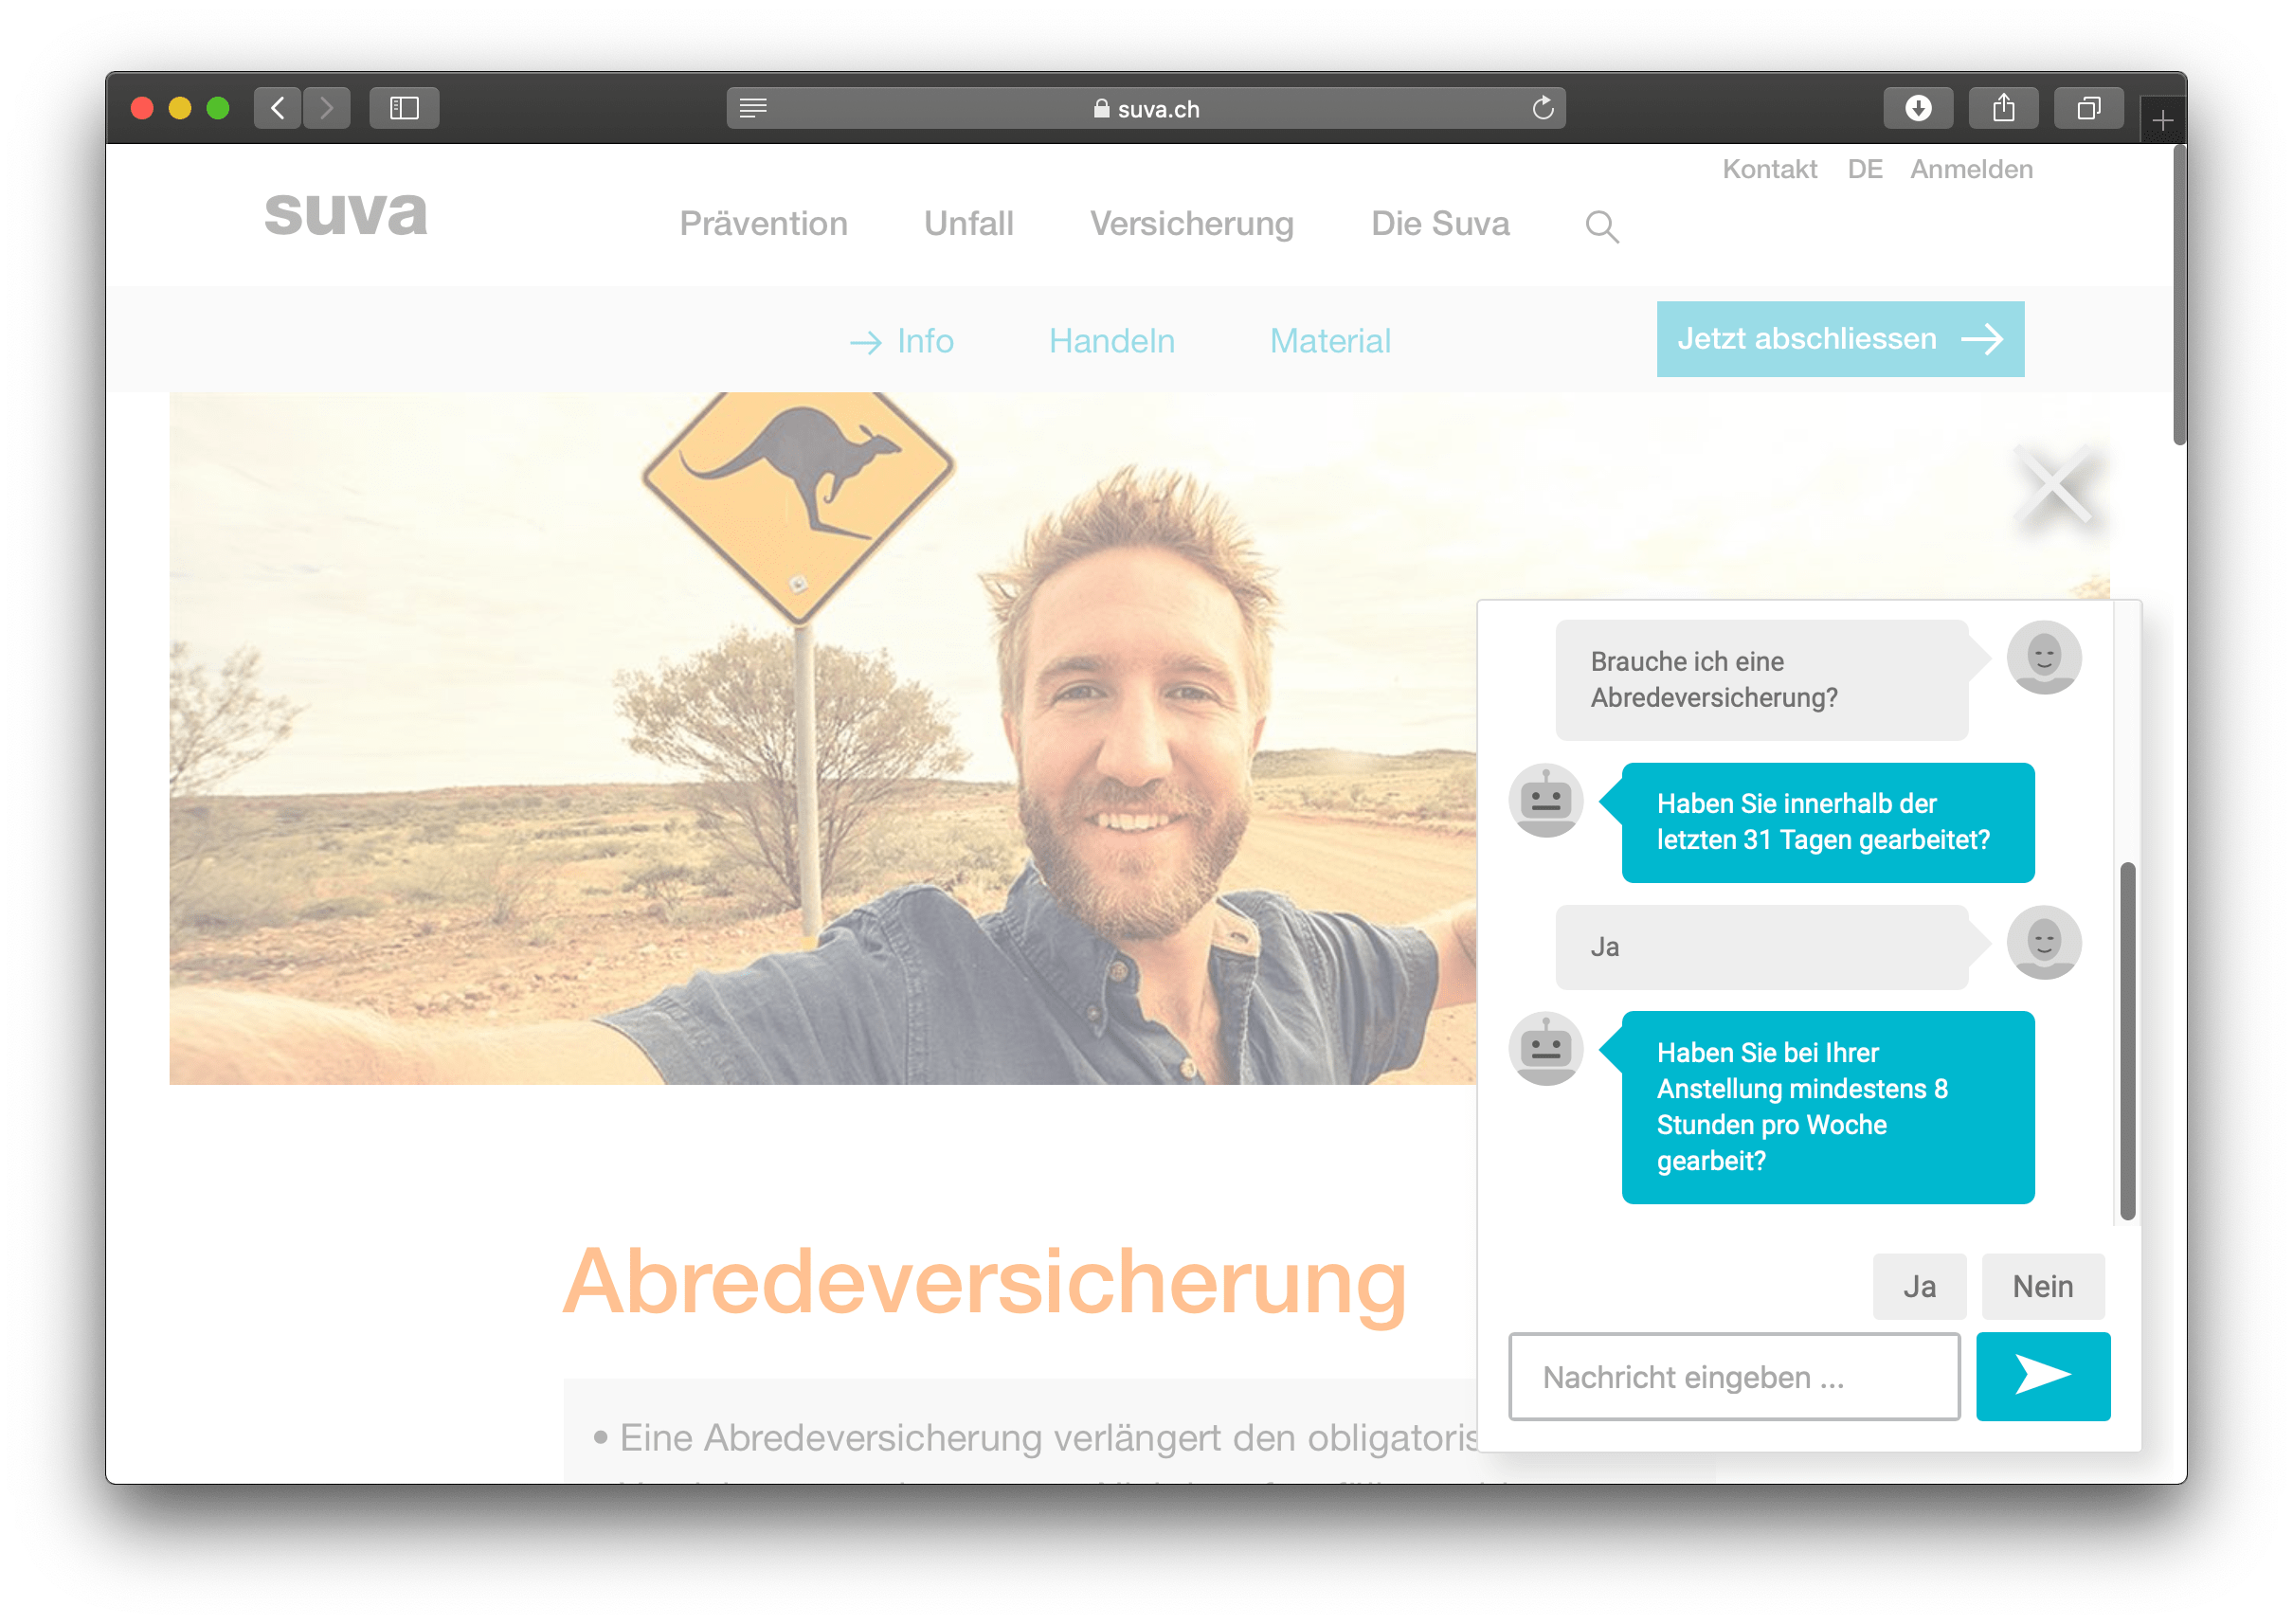 suva.ch
Kontakt DE Anmelden
suva
Prävention Unfall Versicherung Die Suva
Info Handeln Material
Jetzt abschliessen
Brauche ich eine
Abredeversicherung?
Haben Sie innerhalb der
letzten 31 Tagen gearbeitet?
Ja
Haben Sie bei Ihrer
Anstellung mindestens 8
Stunden pro Woche
gearbeit?
Ja Nein
Nachricht eingeben ...
Abredeversicherung
• Eine Abredeversicherung verlängert den